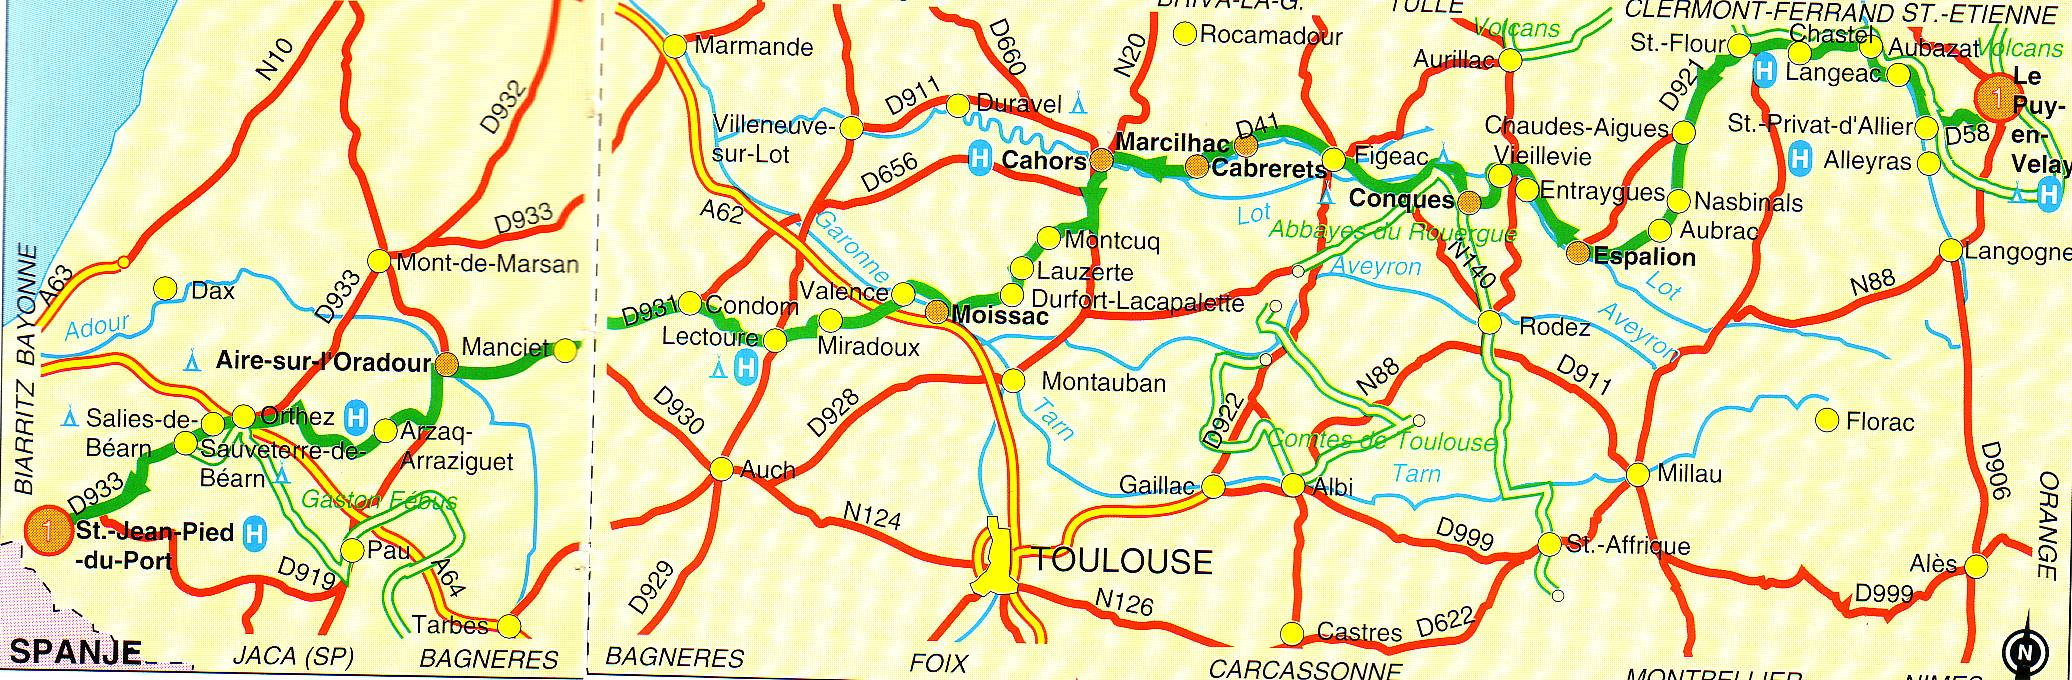 BRIVA-LA-G.
TULLE
CLERMONT-FERRAND ST.-ETIENNE
Volcans
Volcans
N10
D932
Marmande
D660
N20
Rocamadour
Aurillac
St.-Flour
Chastel
Aubazat
Langeac
H
Le
Puy-
en-
Velay
1
D921
D911
Duravel
Villeneuve-
sur-Lot
Marcilhac
D41
Chaudes-Aigues
St.-Privat-d'Allier
D58
H
Cahors
Cabrerets
Figeac
Vieillevie
H
Alleyras
D656
Conques
Entraygues
Nasbinals
H
D933
A62
Garonne
Lot
Abbayes du Rouergue
Aubrac
Montcuq
N140
Espalion
Langogne
A63
Mont-de-Marsan
Lauzerte
Aveyron
Lot
N88
Dax
D933
D931
Condom
Valence
Durfort-Lacapalette
Moissac
Aveyron
Adour
Lectoure
Miradoux
Rodez
BIARRITZ BAYONNE
Aire-sur-l'Oradour
Manciet
H
Montauban
N88
D911
D930
D928
Tarn
D922
Florac
Salies-de-
Béarn
Orthez
H
Arzaq-
Arraziguet
Sauveterre-de-
Béarn
Comtes de Toulouse
D906
Auch
Gaillac
Albi
Tarn
Millau
ORANGE
D933
Gaston Fébus
1
St.-Jean-Pied
-du-Port
H
N124
D999
St.-Affrique
Pau
TOULOUSE
Alès
D919
A64
D929
N126
D999
Tarbes
Castres
D622
SPANJE
JACA (SP)
BAGNERES
BAGNERES
FOIX
CARCASSONNE
MONTPELLIER
NIMES
N